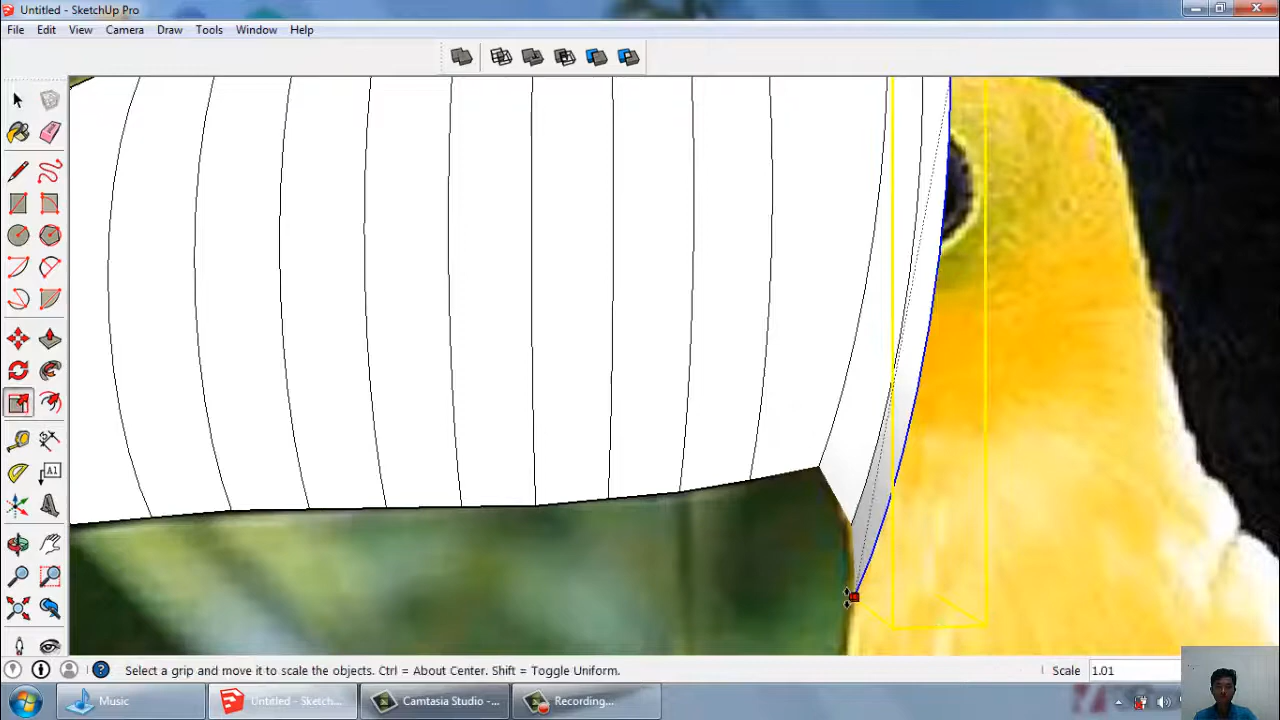 Untitled - SketchUp Pro
File Edit View Camera Draw Tools Window Help
A1
Select a grip and move it to scale the objects. Ctrl = About Center. Shift = Toggle Uniform.
Scale 1.01
Music
Untitled - Sketch...
Camtasia Studio - ...
Recording...